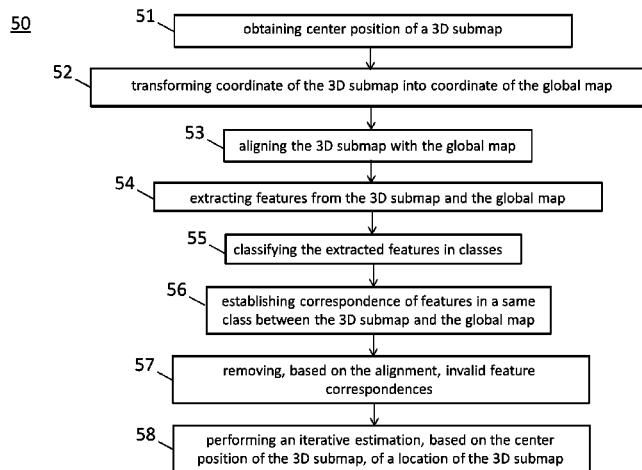 50
51
obtaining center position of a 3D submap
52
transforming coordinate of the 3D submap into coordinate of the global map
53
aligning the 3D submap with the global map
54
extracting features from the 3D submap and the global map
55
classifying the extracted features in classes
56
establishing correspondence of features in a same
class between the 3D submap and the global map
57
removing, based on the alignment, invalid feature
correspondences
58
performing an iterative estimation, based on the center
position of the 3D submap, of a location of the 3D submap